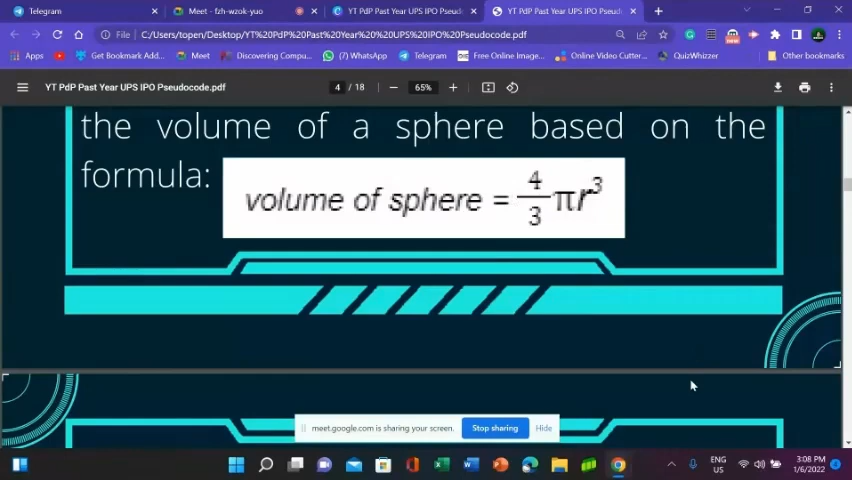 Telegram
Meet - fzh-wzok-yuo
YT PdP Past Year UPS IPO Pseudoc
YT PdP Past Year UPS IPO Pseudoc
File
C:/Users/topen/Desktop/YT%20PdP%20Past%20Year%20%20UPS%20IPO%20Pseudocode.pdf
Apps
YouTube
Get Bookmark Add...
Meet
Discovering Compu...
(7) WhatsApp
Telegram
Free Online Image...
Online Video Cutter...
QuizWhizzer
Other bookmarks
YT PdP Past Year UPS IPO Pseudocode.pdf
4 / 18
65%
the volume of a sphere based on the
formula:
volume of sphere = 4/3 πr³
meet.google.com is sharing your screen.
Stop sharing
Hide
ENG
US
3:08 PM
1/6/2022